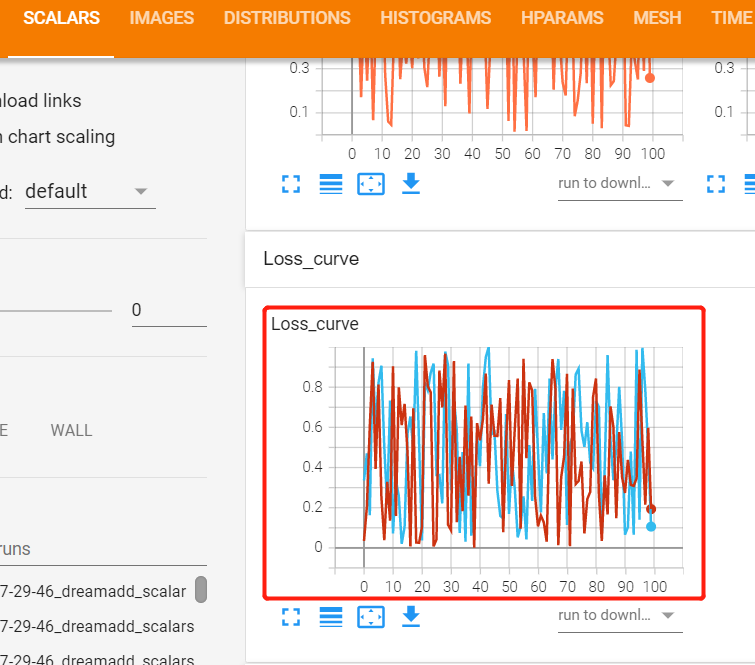 SCALARS IMAGES DISTRIBUTIONS HISTOGRAMS HPARAMS MESH TIME
nload links
n chart scaling
d: default
0
E WALL
runs
7-29-46_dreamadd_scalar
7-29-46_dreamadd_scalars
7-29-46_dreamadd_scalars
0.3
0.1
0 10 20 30 40 50 60 70 80 90 100
run to downl...
0.3
0.1
Loss_curve
Loss_curve
0.8
0.6
0.4
0.2
0
0 10 20 30 40 50 60 70 80 90 100
run to downl...